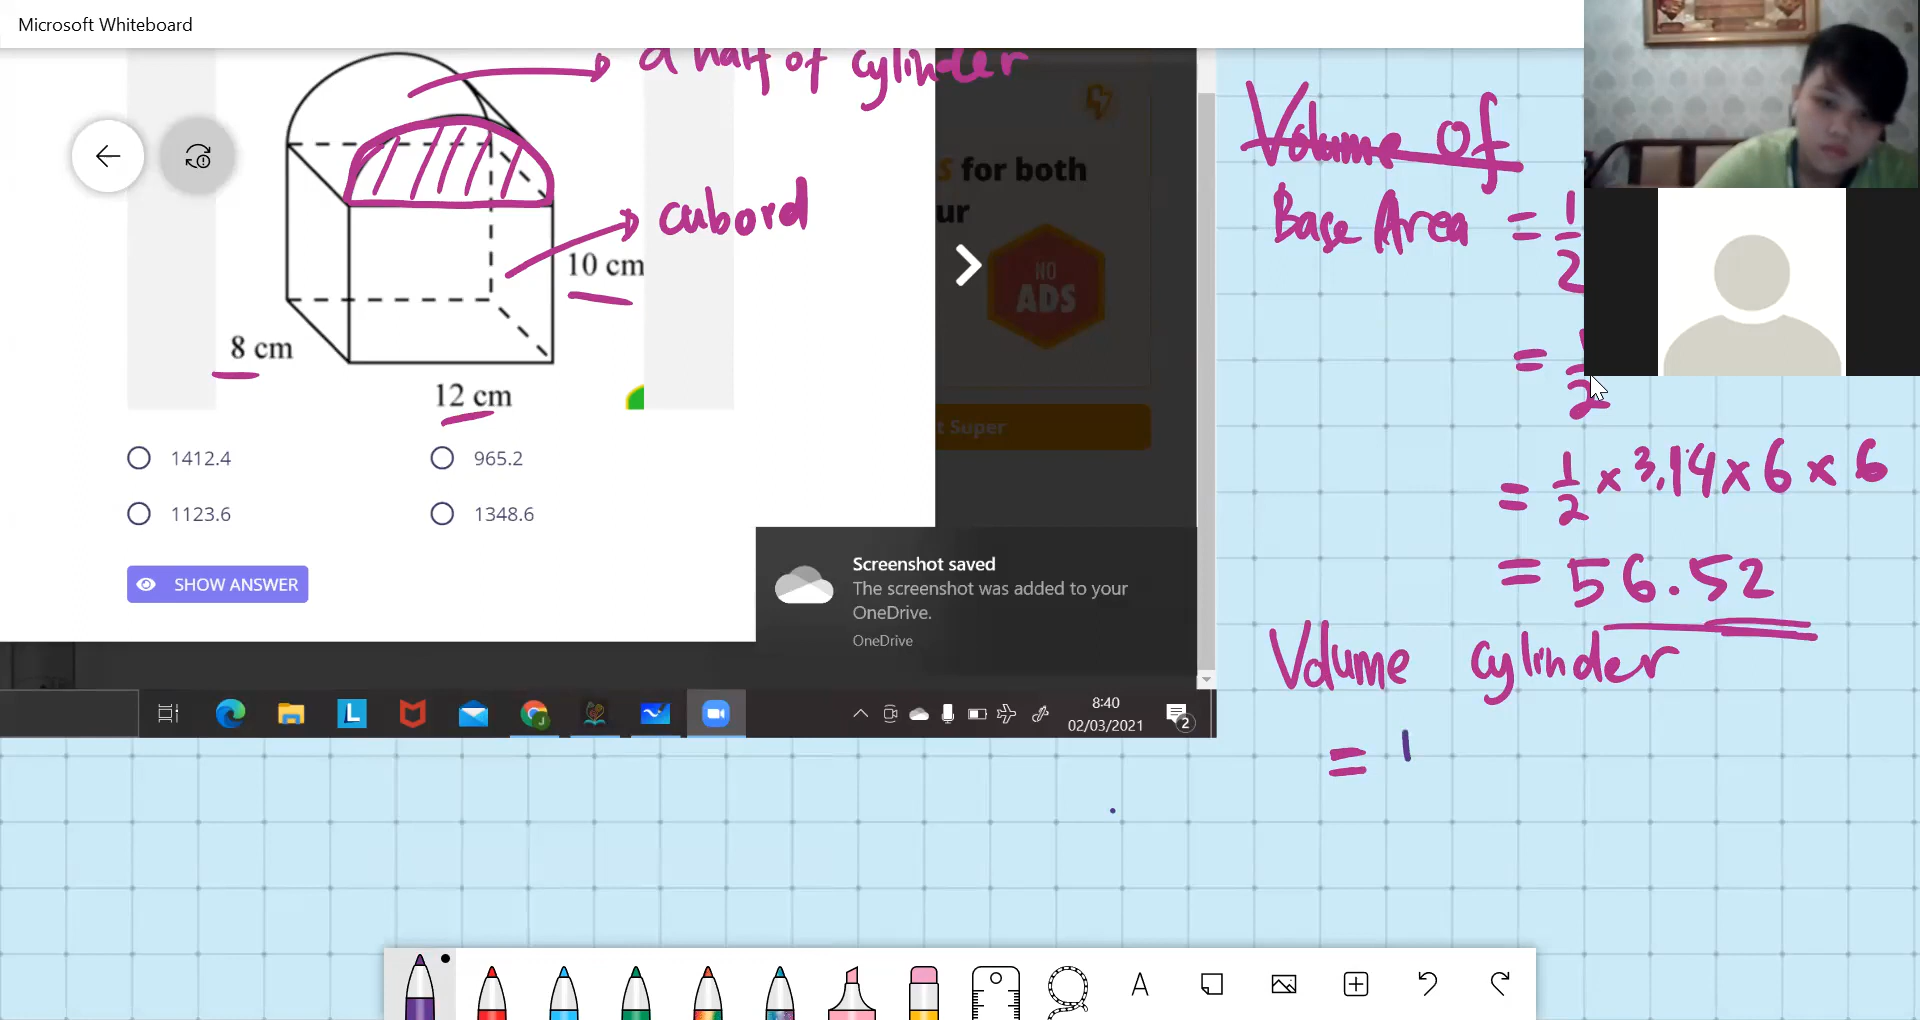 Microsoft Whiteboard
a half of cylinder
cubord
10 cm
8 cm
12 cm
1412.4
965.2
1123.6
1348.6
SHOW ANSWER
for both
ur
NO
ADS
t Super
Screenshot saved
The screenshot was added to your
OneDrive.
OneDrive
L
8:40
02/03/2021
2
Volume of
Base Area = 1/2
= 1/2
= 1/2 x 3,14 x 6 x 6
= 56.52
Volume cylinder
=
A